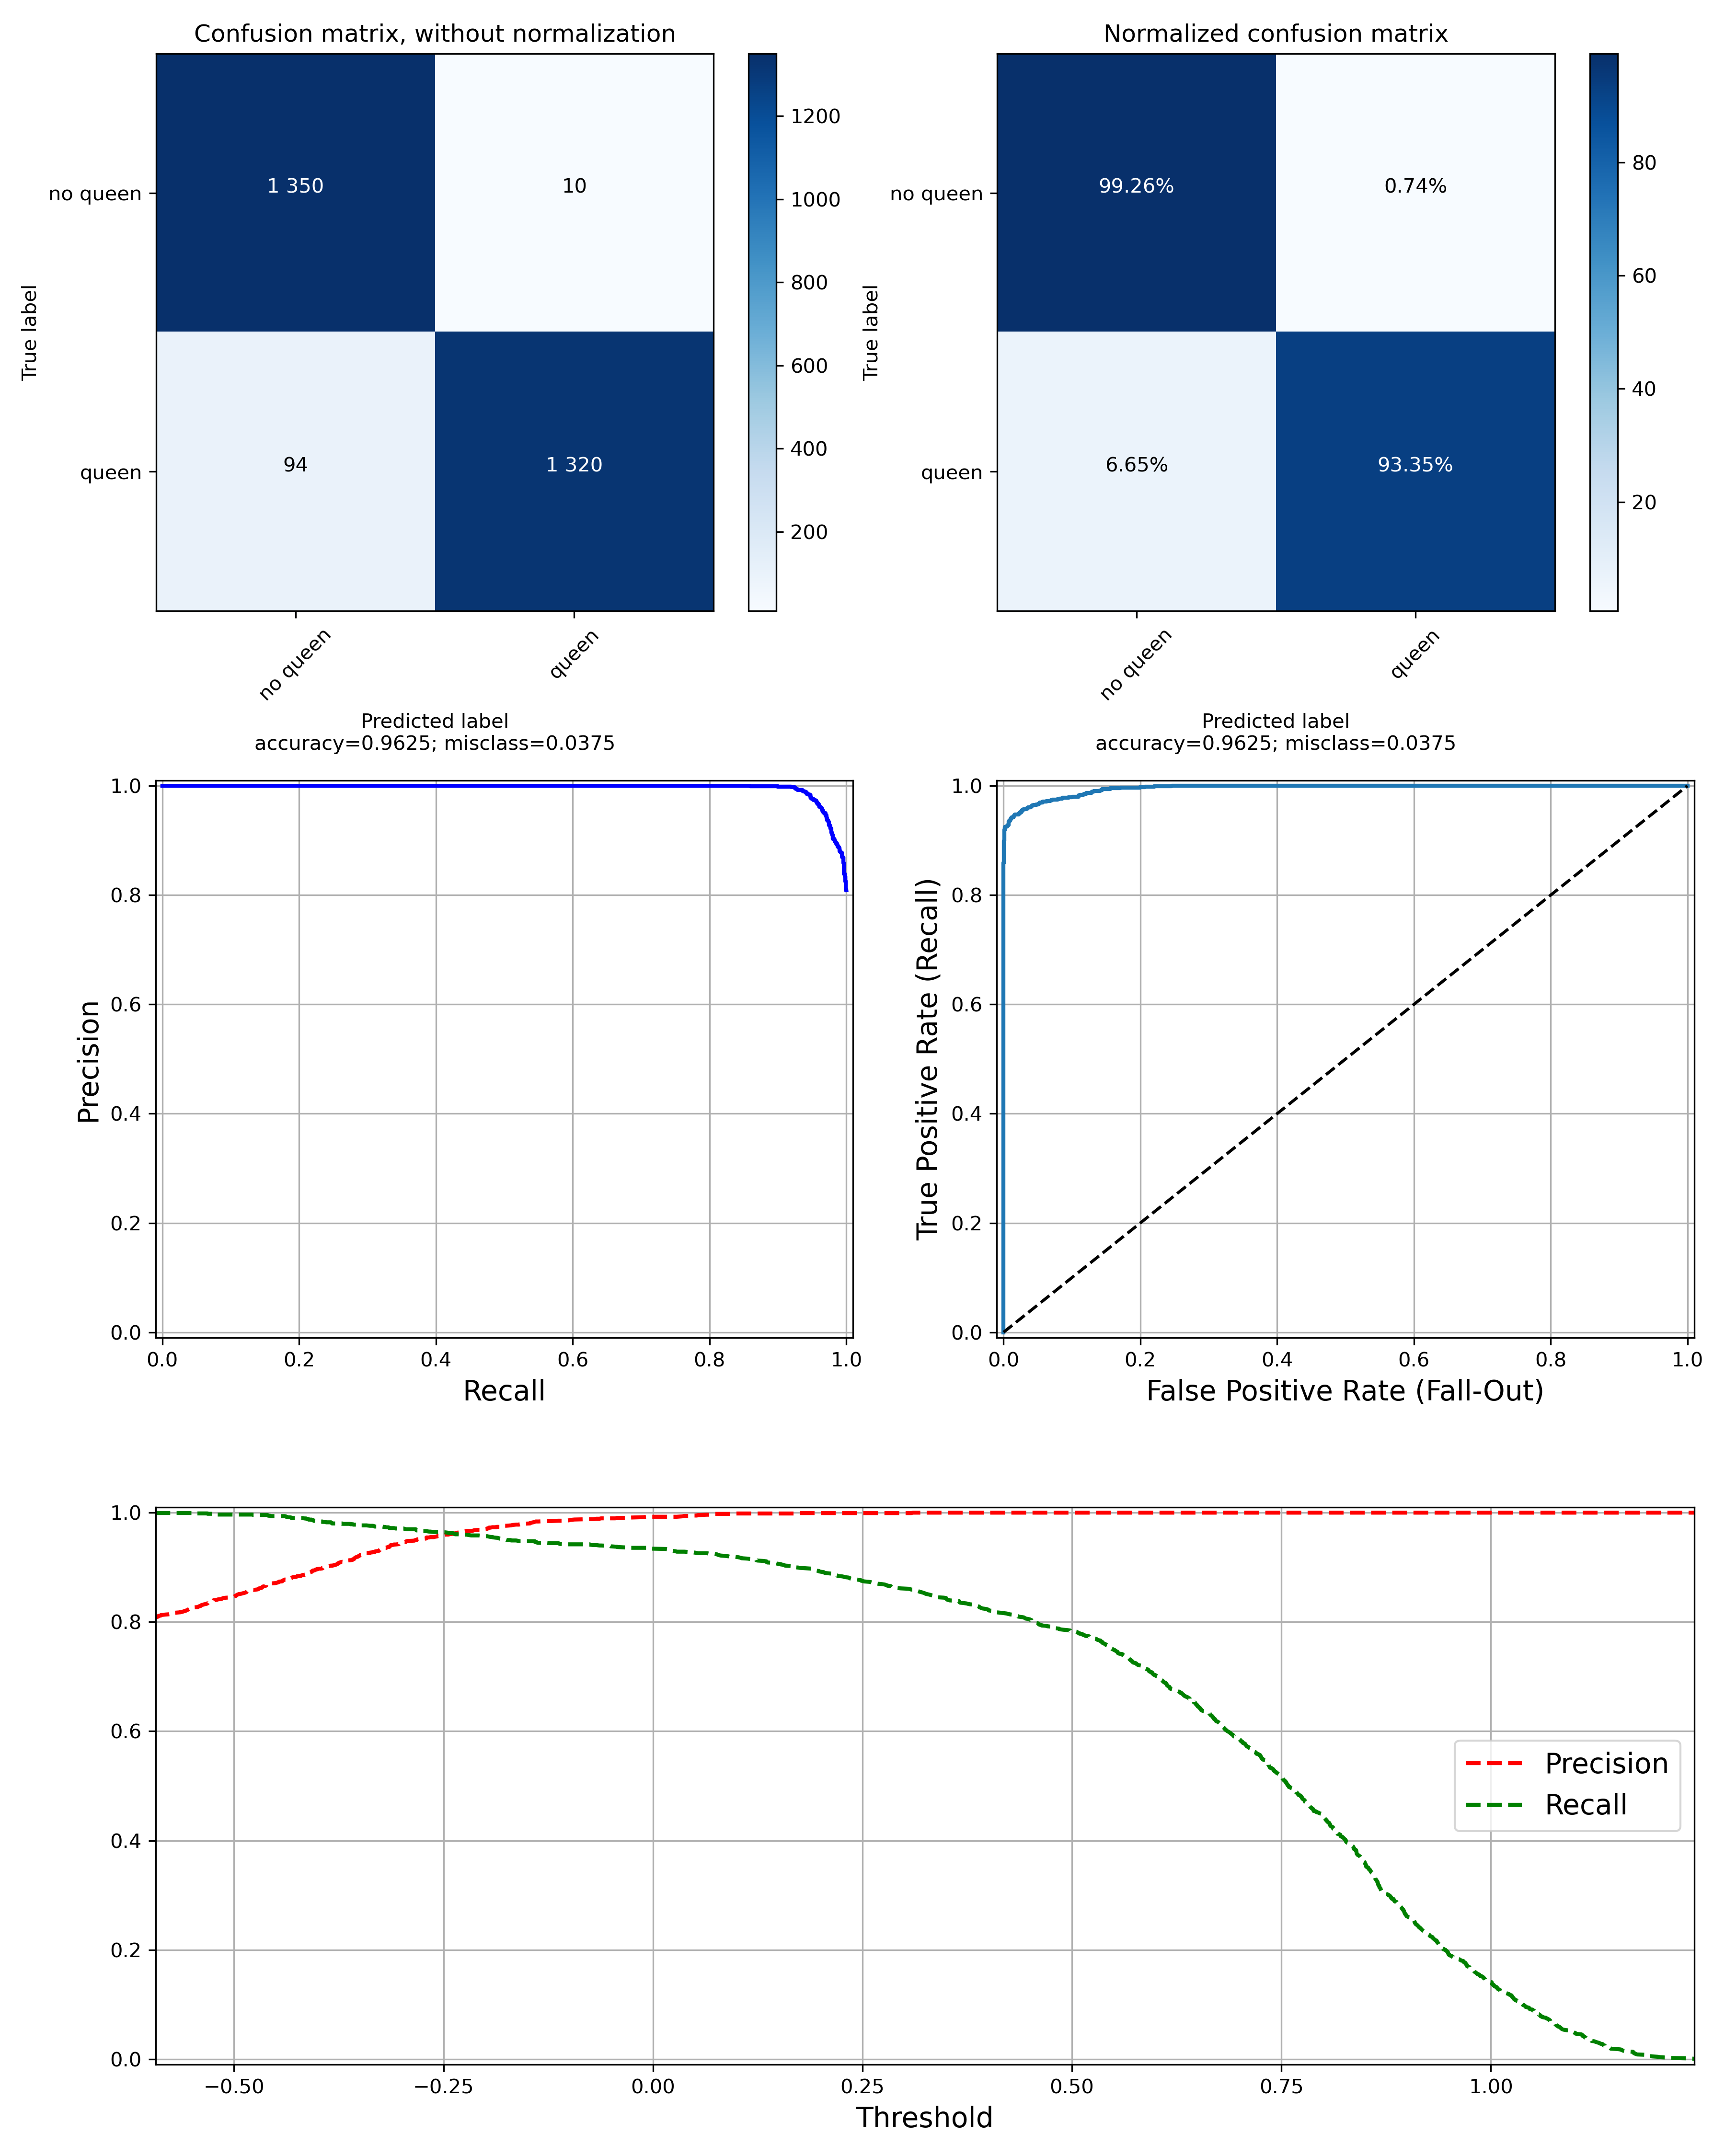 Confusion matrix, without normalization
no queen
queen
True label
1 350
10
94
1 320
1200
1000
800
600
400
200
no queen
queen
Predicted label
accuracy=0.9625; misclass=0.0375
Normalized confusion matrix
no queen
queen
True label
99.26%
0.74%
6.65%
93.35%
80
60
40
20
no queen
queen
Predicted label
accuracy=0.9625; misclass=0.0375
1.0
0.8
0.6
0.4
0.2
0.0
Precision
0.0 0.2 0.4 0.6 0.8 1.0
Recall
1.0
0.8
0.6
0.4
0.2
0.0
True Positive Rate (Recall)
0.0 0.2 0.4 0.6 0.8 1.0
False Positive Rate (Fall-Out)
1.0
0.8
0.6
0.4
0.2
0.0
Precision
Recall
−0.50 −0.25 0.00 0.25 0.50 0.75 1.00
Threshold